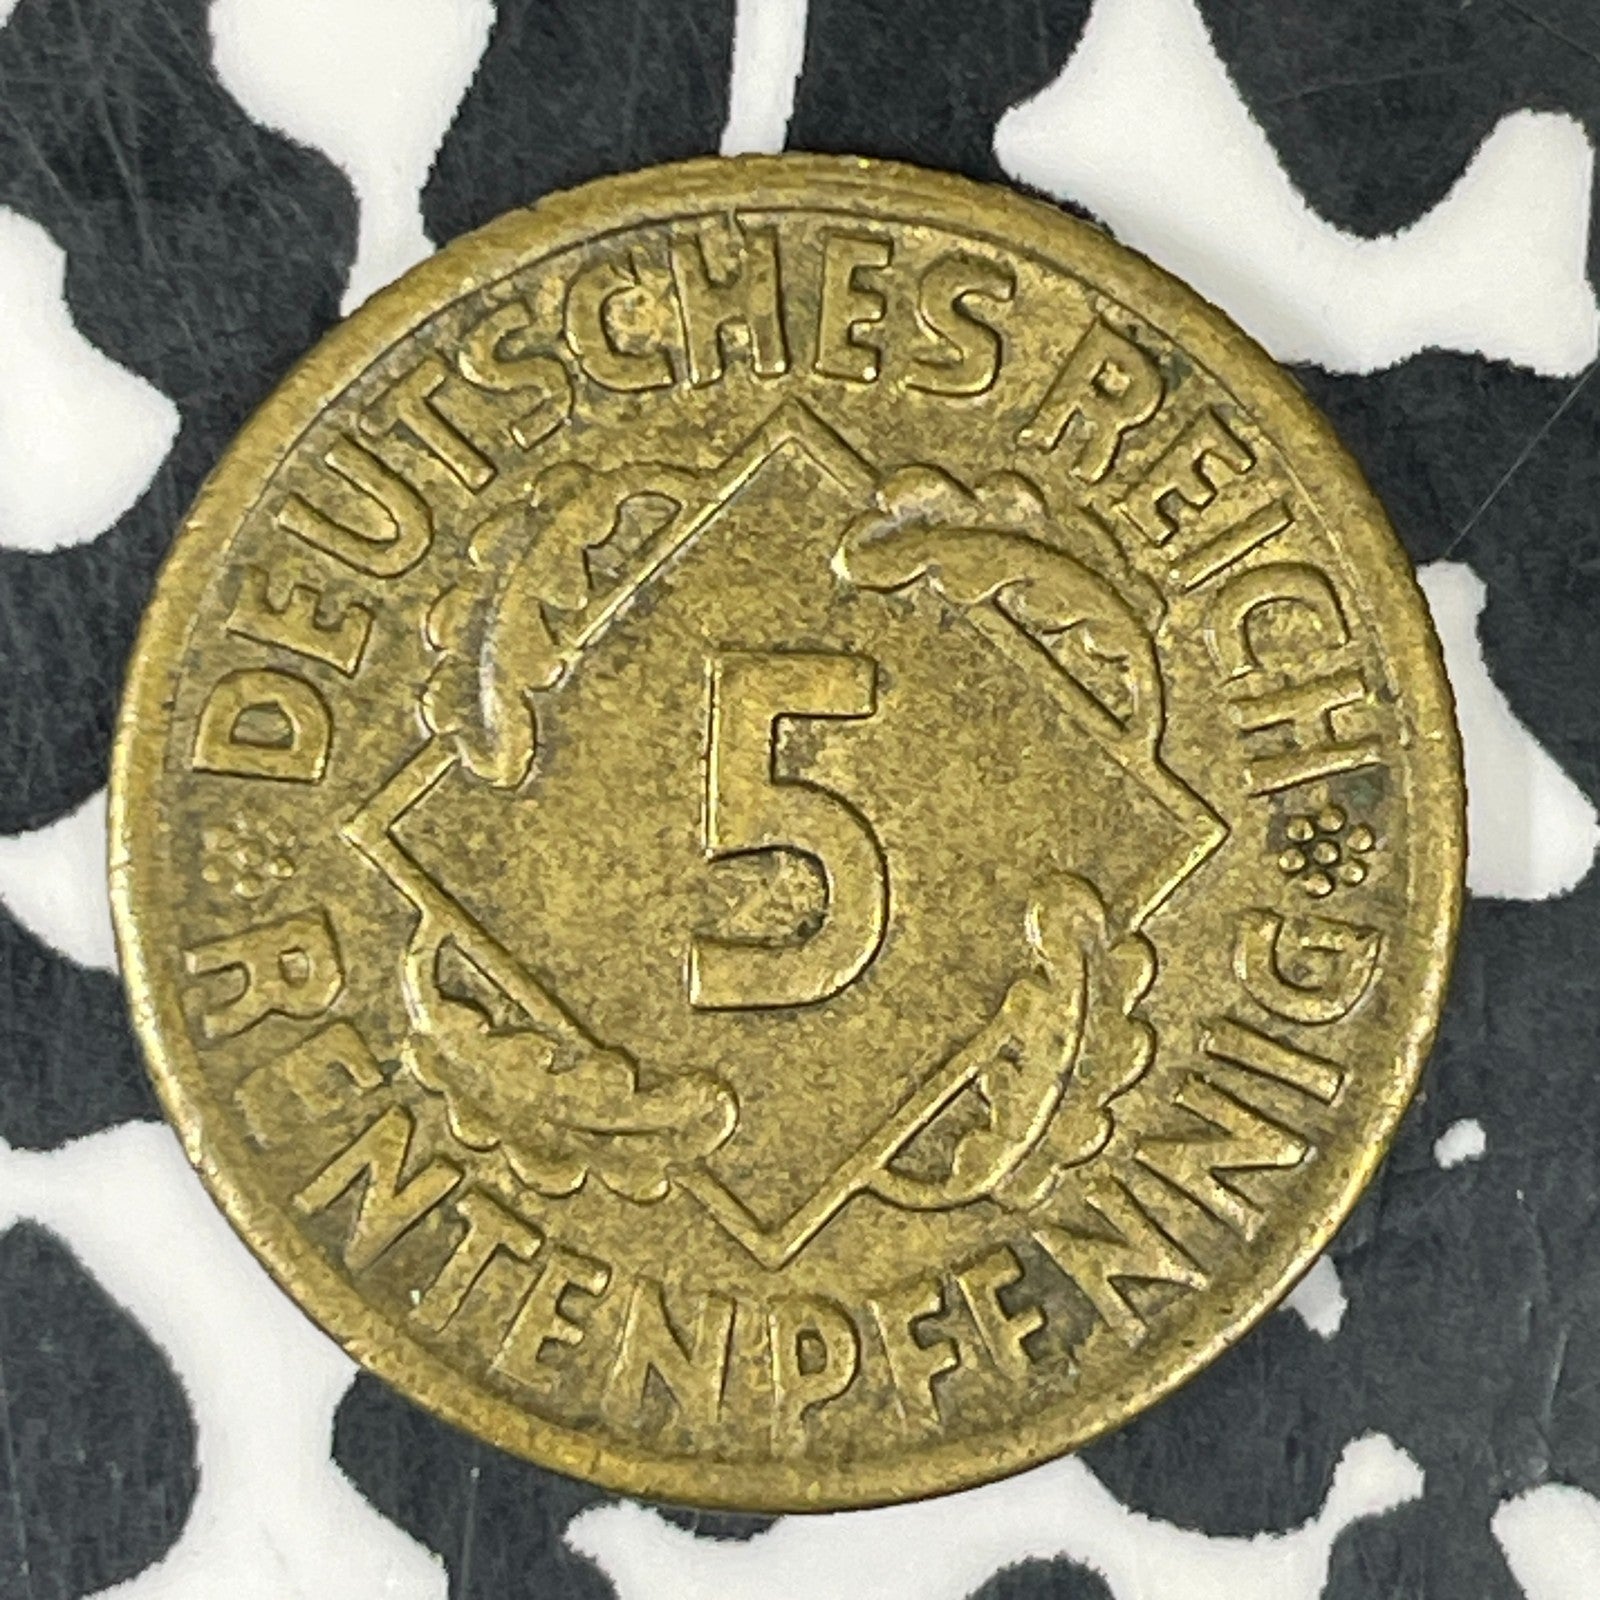 DEUTSCHES REICH
5
RENTENPFENNIG